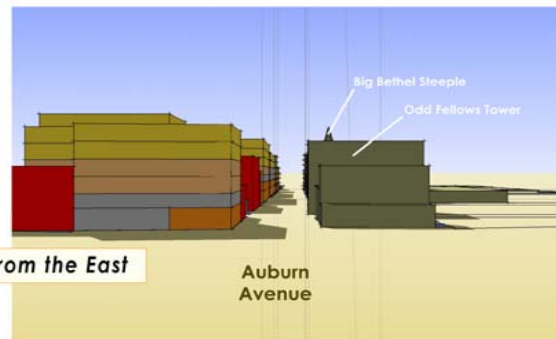 Big Bethel Steeple
Odd Fellows Tower
rom the East
Auburn
Avenue